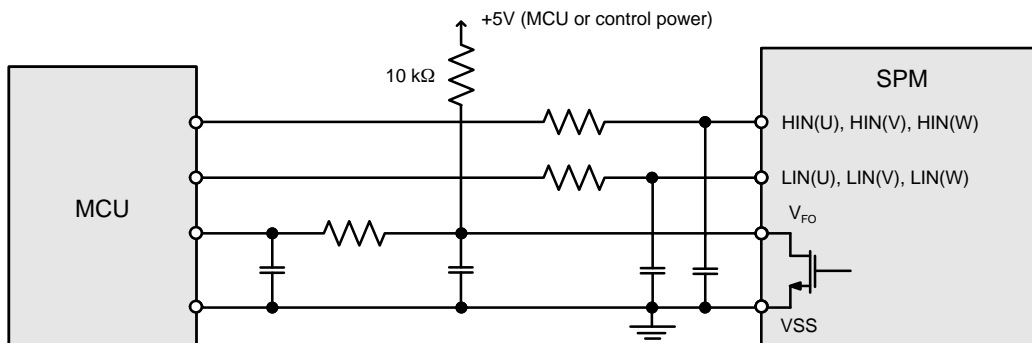 +5V (MCU or control power)
10 kΩ
SPM
HIN(U), HIN(V), HIN(W)
LIN(U), LIN(V), LIN(W)
MCU
VFO
VSS